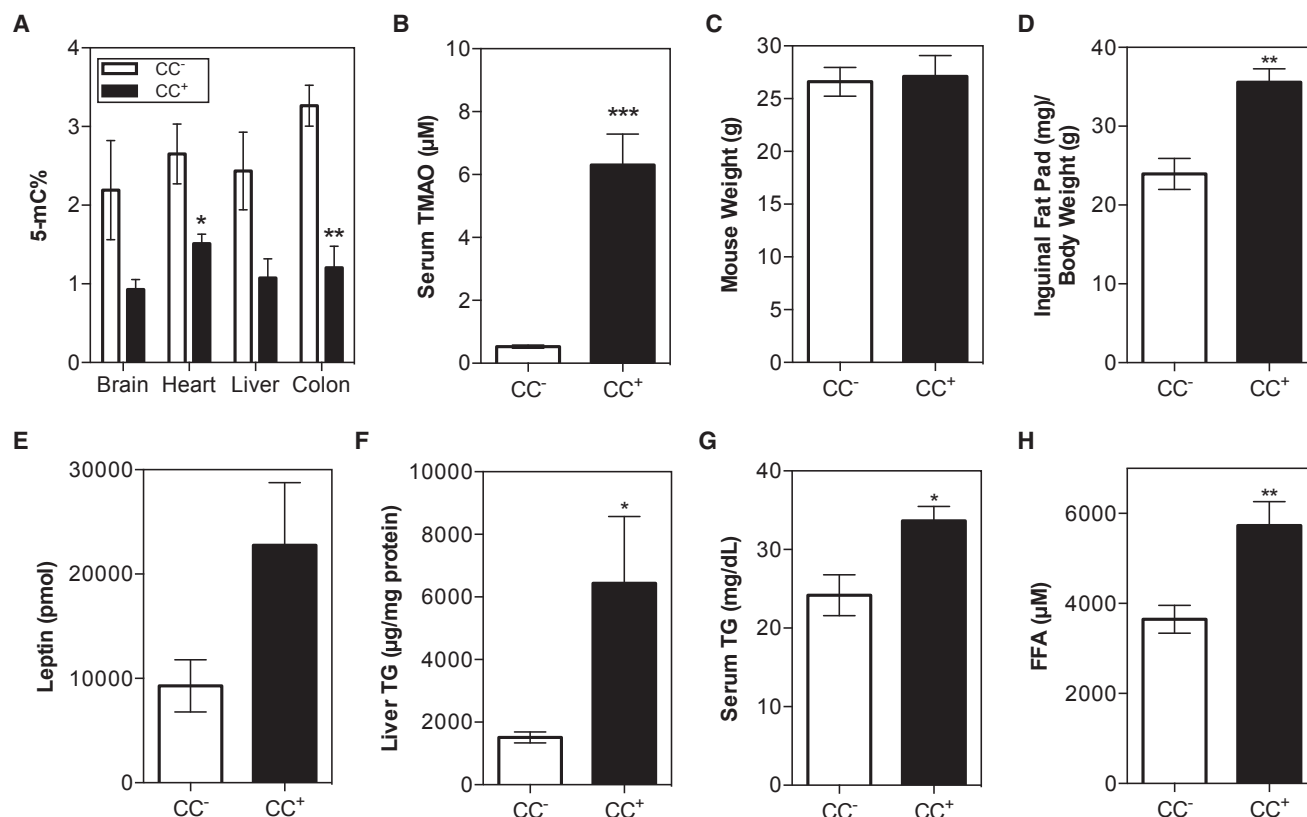 A
5-mC%
4
3
2
1
0
CC⁻
CC⁺
*
**
Brain Heart Liver Colon
B
Serum TMAO (µM)
8
6
4
2
0
***
CC⁻ CC⁺
C
Mouse Weight (g)
30
25
20
15
10
5
0
CC⁻ CC⁺
D
Inguinal Fat Pad (mg)/
Body Weight (g)
40
30
20
10
0
**
CC⁻ CC⁺
E
Leptin (pmol)
30000
20000
10000
0
CC⁻ CC⁺
F
Liver TG (µg/mg protein)
10000
8000
6000
4000
2000
0
*
CC⁻ CC⁺
G
Serum TG (mg/dL)
40
30
20
10
0
*
CC⁻ CC⁺
H
FFA (µM)
6000
4000
2000
0
**
CC⁻ CC⁺